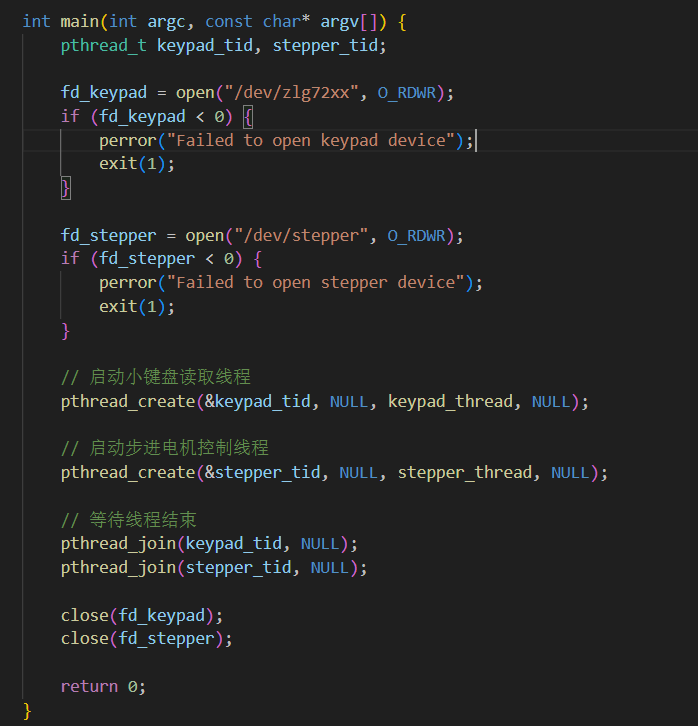 int main(int argc, const char* argv[]) {
    pthread_t keypad_tid, stepper_tid;

    fd_keypad = open("/dev/zlg72xx", O_RDWR);
    if (fd_keypad < 0) {
        perror("Failed to open keypad device");
        exit(1);
    }

    fd_stepper = open("/dev/stepper", O_RDWR);
    if (fd_stepper < 0) {
        perror("Failed to open stepper device");
        exit(1);
    }

    // 启动小键盘读取线程
    pthread_create(&keypad_tid, NULL, keypad_thread, NULL);

    // 启动步进电机控制线程
    pthread_create(&stepper_tid, NULL, stepper_thread, NULL);

    // 等待线程结束
    pthread_join(keypad_tid, NULL);
    pthread_join(stepper_tid, NULL);

    close(fd_keypad);
    close(fd_stepper);

    return 0;
}